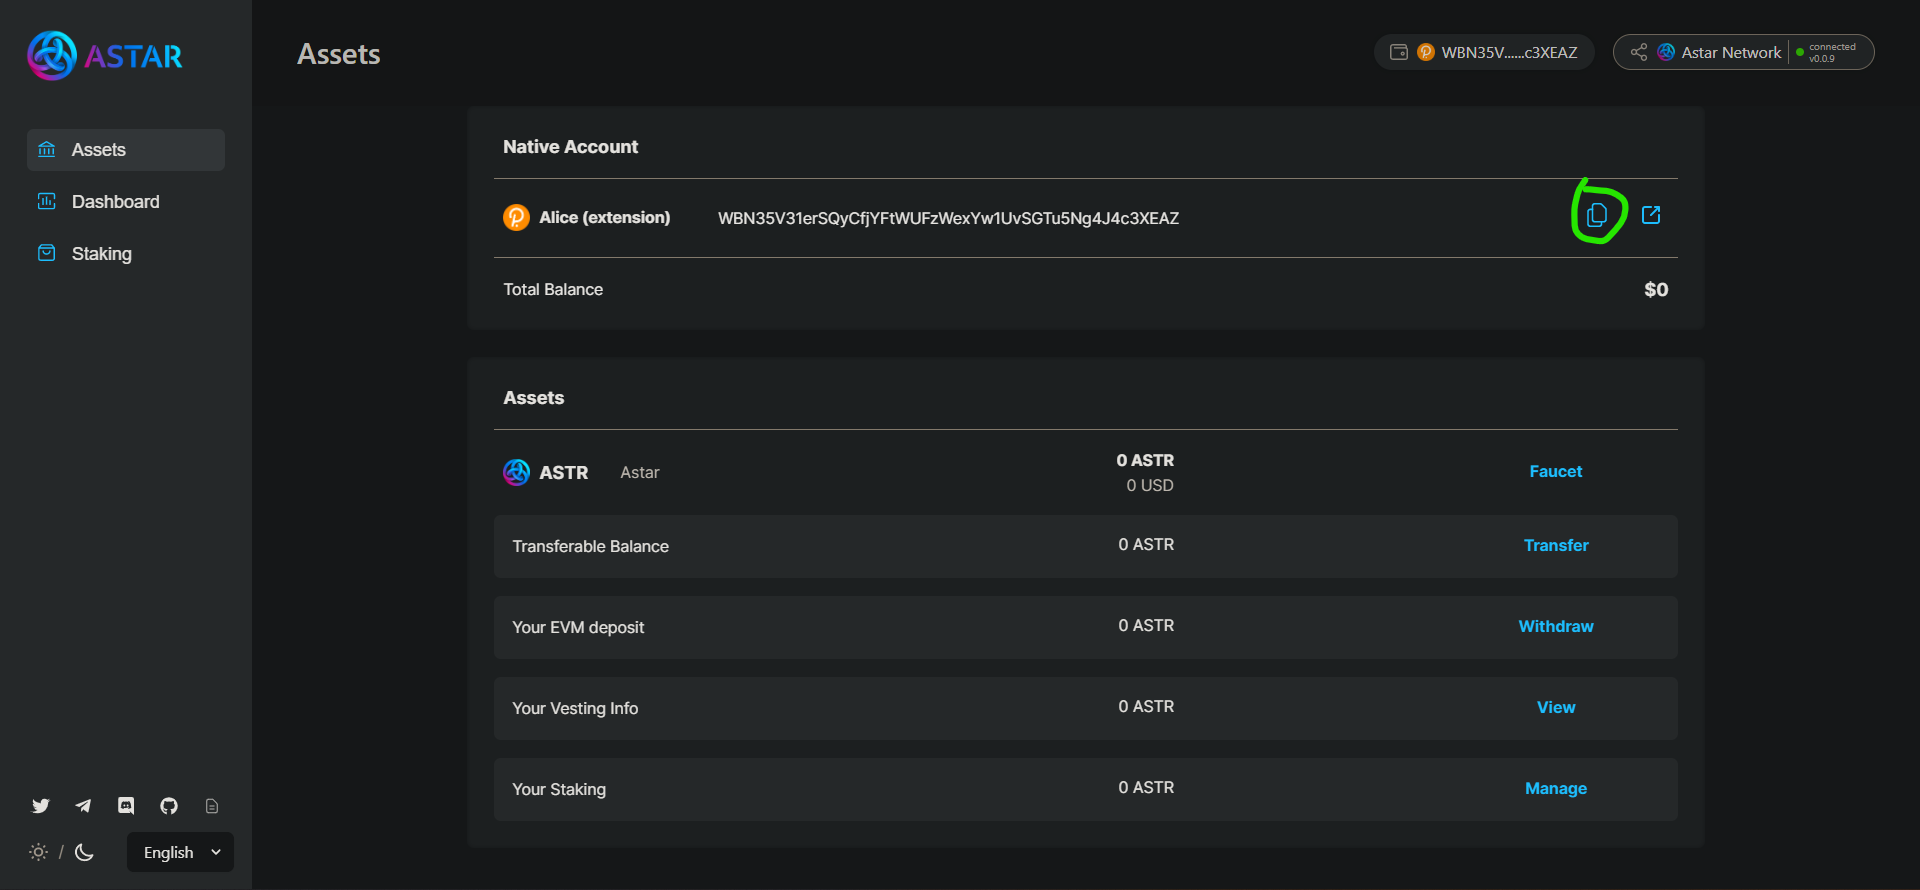 ASTAR
Assets
Dashboard
Staking
English
Assets
WBN35V......c3XEAZ
Astar Network
connected
v0.0.9
Native Account
Alice (extension) WBN35V31erSQyCfjYFtWUFzWexYw1UvSGTu5Ng4J4c3XEAZ
Total Balance $0
Assets
ASTR Astar 0 ASTR Faucet
0 USD
Transferable Balance 0 ASTR Transfer
Your EVM deposit 0 ASTR Withdraw
Your Vesting Info 0 ASTR View
Your Staking 0 ASTR Manage